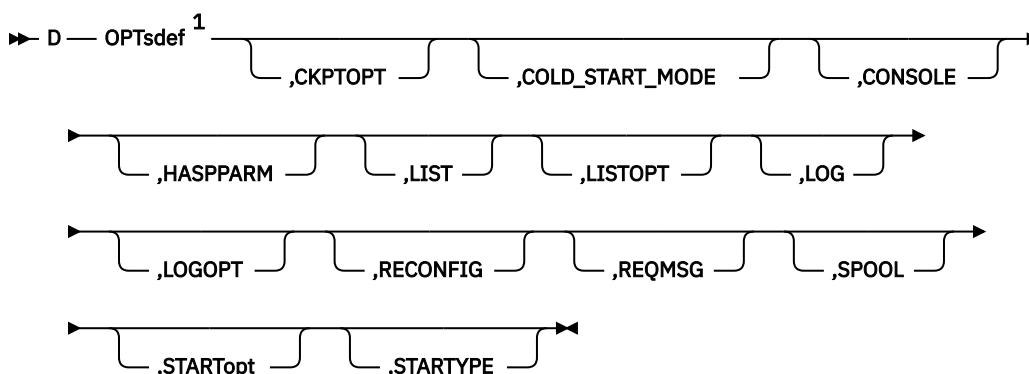 D OPTsdef 1
,CKPTOPT ,COLD_START_MODE ,CONSOLE
,HASPPARM ,LIST ,LISTOPT ,LOG
,LOGOPT ,RECONFIG ,REQMSG ,SPOOL
,STARTopt ,STARTYPE